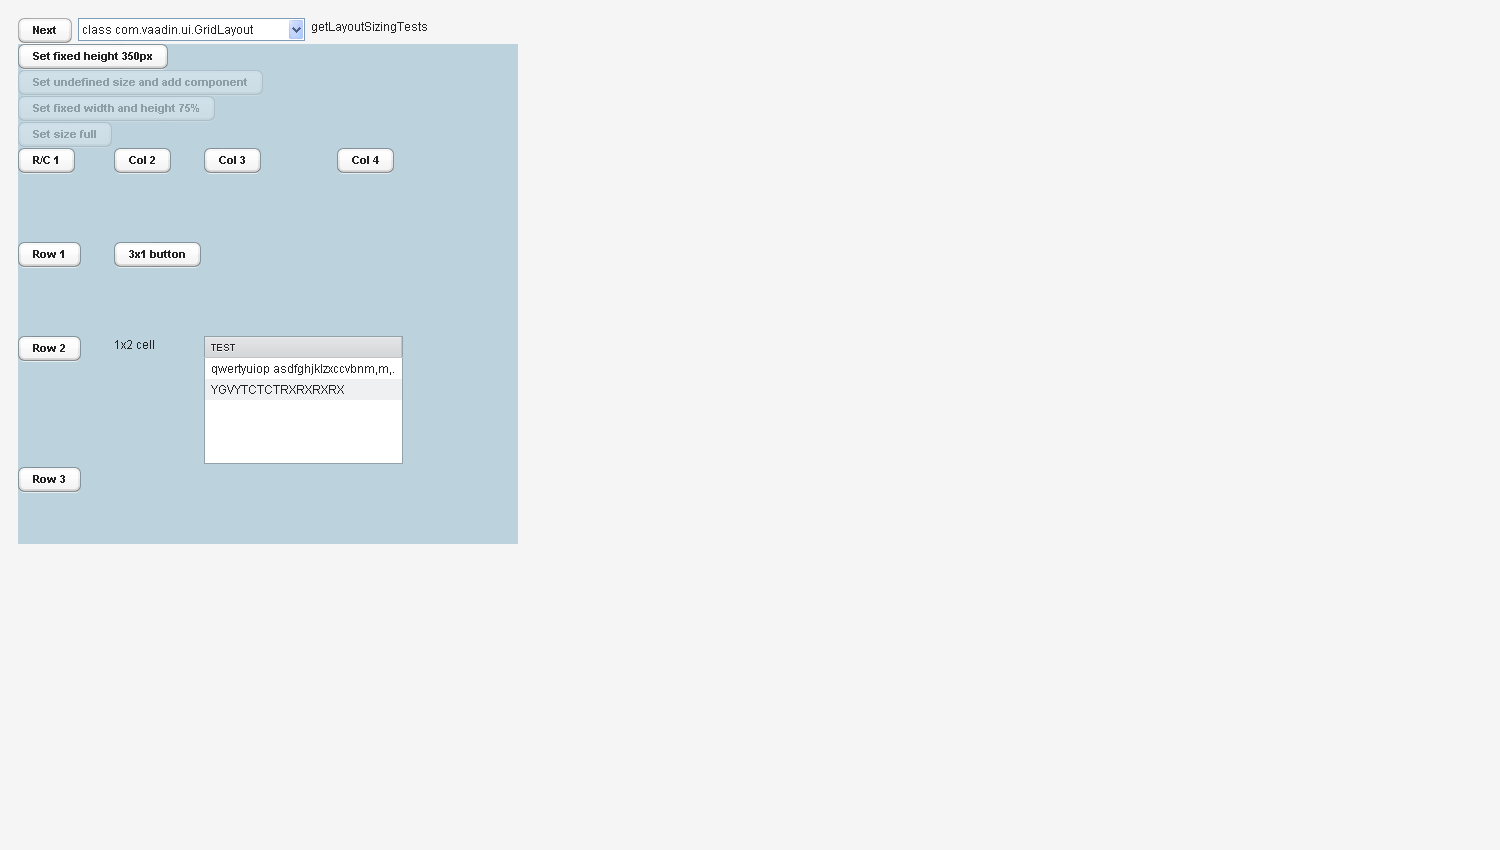 Next class com.vaadin.ui.GridLayout getLayoutSizingTests
Set fixed height 350px
Set undefined size and add component
Set fixed width and height 75%
Set size full
R/C 1 Col 2 Col 3 Col 4
Row 1 3x1 button
Row 2 1x2 cell TEST
qwertyuiop asdfghjklzxccvbnm,m,.
YGVYTCTCTRXRXRXRX
Row 3